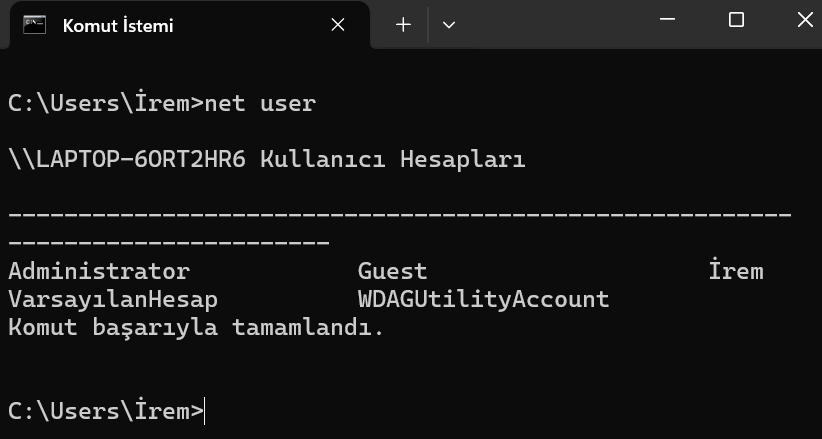 Komut İstemi
C:\Users\İrem>net user
\\LAPTOP-6ORT2HR6 Kullanıcı Hesapları
--------------------------------------------------------
-----------------------
Administrator Guest İrem
VarsayılanHesap WDAGUtilityAccount
Komut başarıyla tamamlandı.
C:\Users\İrem>